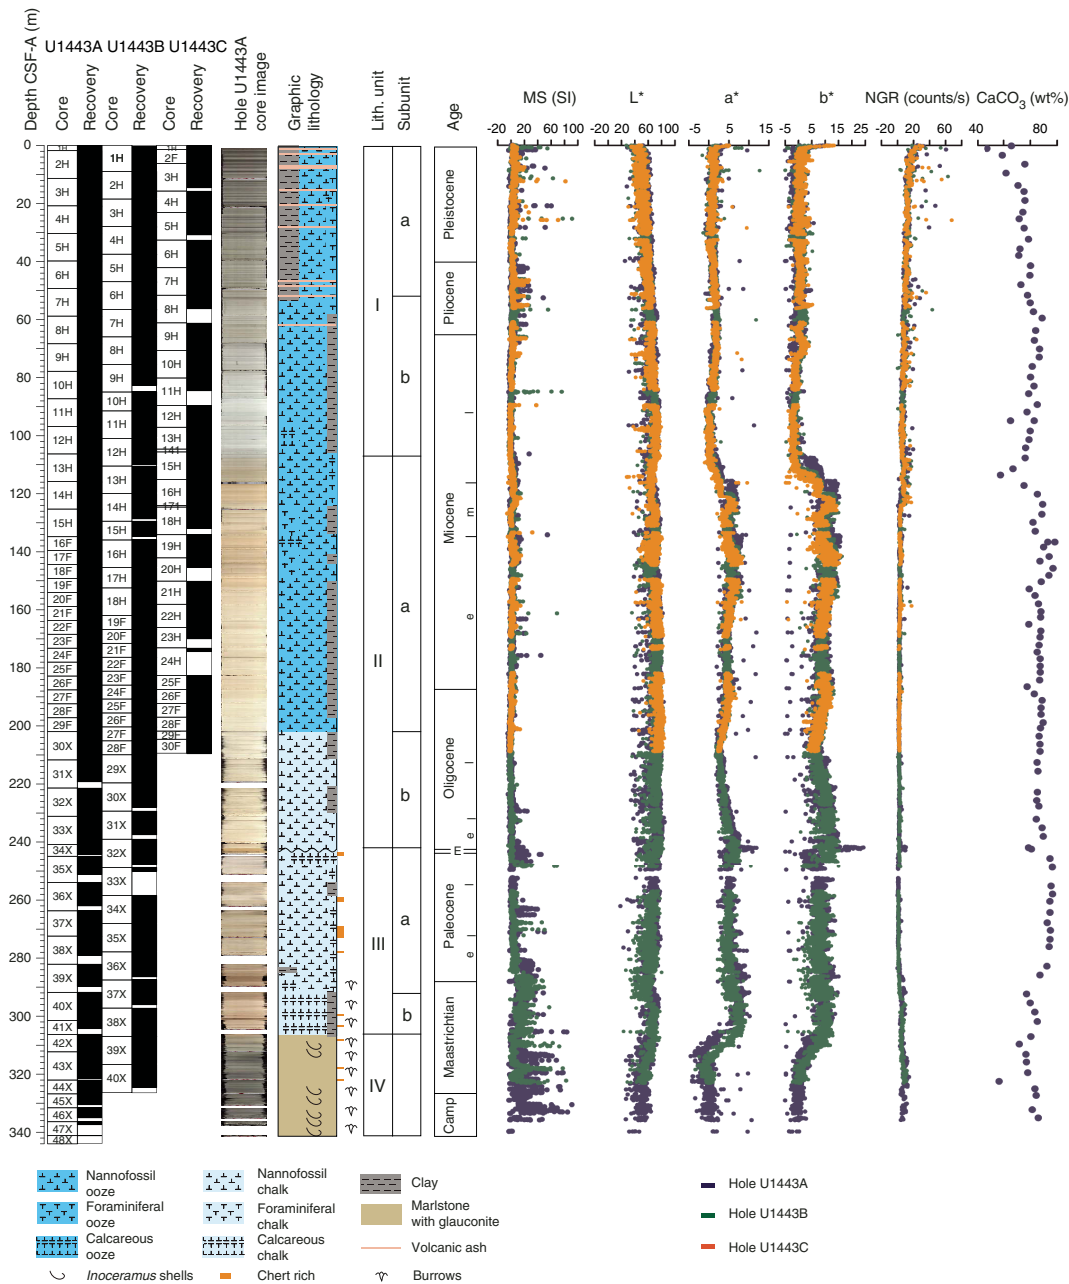 Depth CSF-A (m)
U1443A U1443B U1443C
Core
Recovery
Core
Recovery
Core
Recovery
Hole U1443A
core image
Graphic
lithology
Lith. unit
Subunit
Age
MS (SI)
L*
a*
b*
NGR (counts/s)
CaCO3 (wt%)
-20 20 60 100
-20 20 60 100
-5 5 15
-5 5 15 25
-20 20 60
40 80
0
20
40
60
80
100
120
140
160
180
200
220
240
260
280
300
320
340
1H
2H
3H
4H
5H
6H
7H
8H
9H
10H
11H
12H
13H
14H
15H
16F
17F
18F
19F
20F
21F
22F
23F
24F
25F
26F
27F
28F
29F
30X
31X
32X
33X
34X
35X
36X
37X
38X
39X
40X
41X
42X
43X
44X
45X
46X
47X
48X
1H
2H
3H
4H
5H
6H
7H
8H
9H
10H
11H
12H
13H
14H
15H
16H
17H
18H
19F
20F
21F
22F
23F
24F
25F
26F
27F
28F
29X
30X
31X
32X
33X
34X
35X
36X
37X
38X
39X
40X
1H
2F
3H
4H
5H
6H
7H
8H
9H
10H
11H
12H
13H
141
15H
16H
171
18H
19H
20H
21H
22H
23H
24H
25F
26F
27F
28F
29F
30F
I
II
III
IV
a
b
a
b
a
b
Pleistocene
Pliocene
Miocene
l
m
e
Oligocene
l
e
E
Paleocene
l
e
Maastrichtian
Camp
Nannofossil
ooze
Foraminiferal
ooze
Calcareous
ooze
Inoceramus shells
Nannofossil
chalk
Foraminiferal
chalk
Calcareous
chalk
Chert rich
Clay
Marlstone
with glauconite
Volcanic ash
Burrows
Hole U1443A
Hole U1443B
Hole U1443C